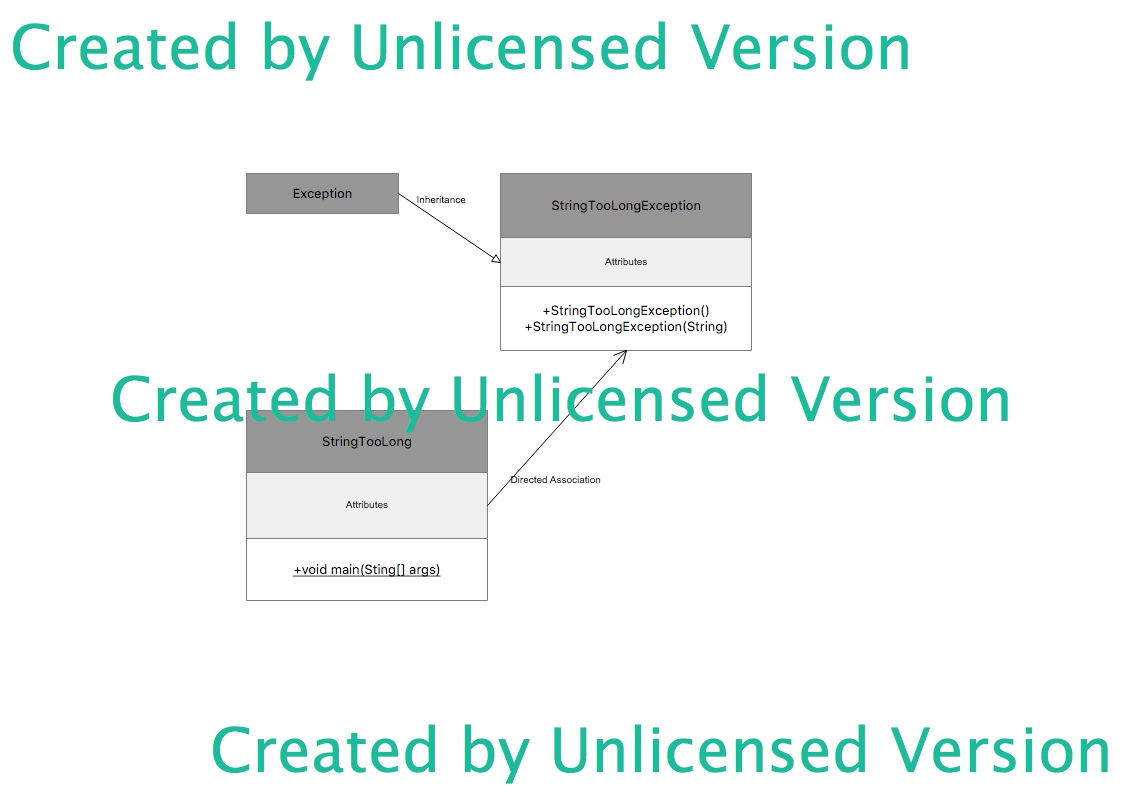 Created by Unlicensed Version
Exception
Inheritance
StringTooLongException
Attributes
+StringTooLongException()
+StringTooLongException(String)
Created by Unlicensed Version
StringTooLong
Directed Association
Attributes
+void main(Sting[] args)
Created by Unlicensed Version